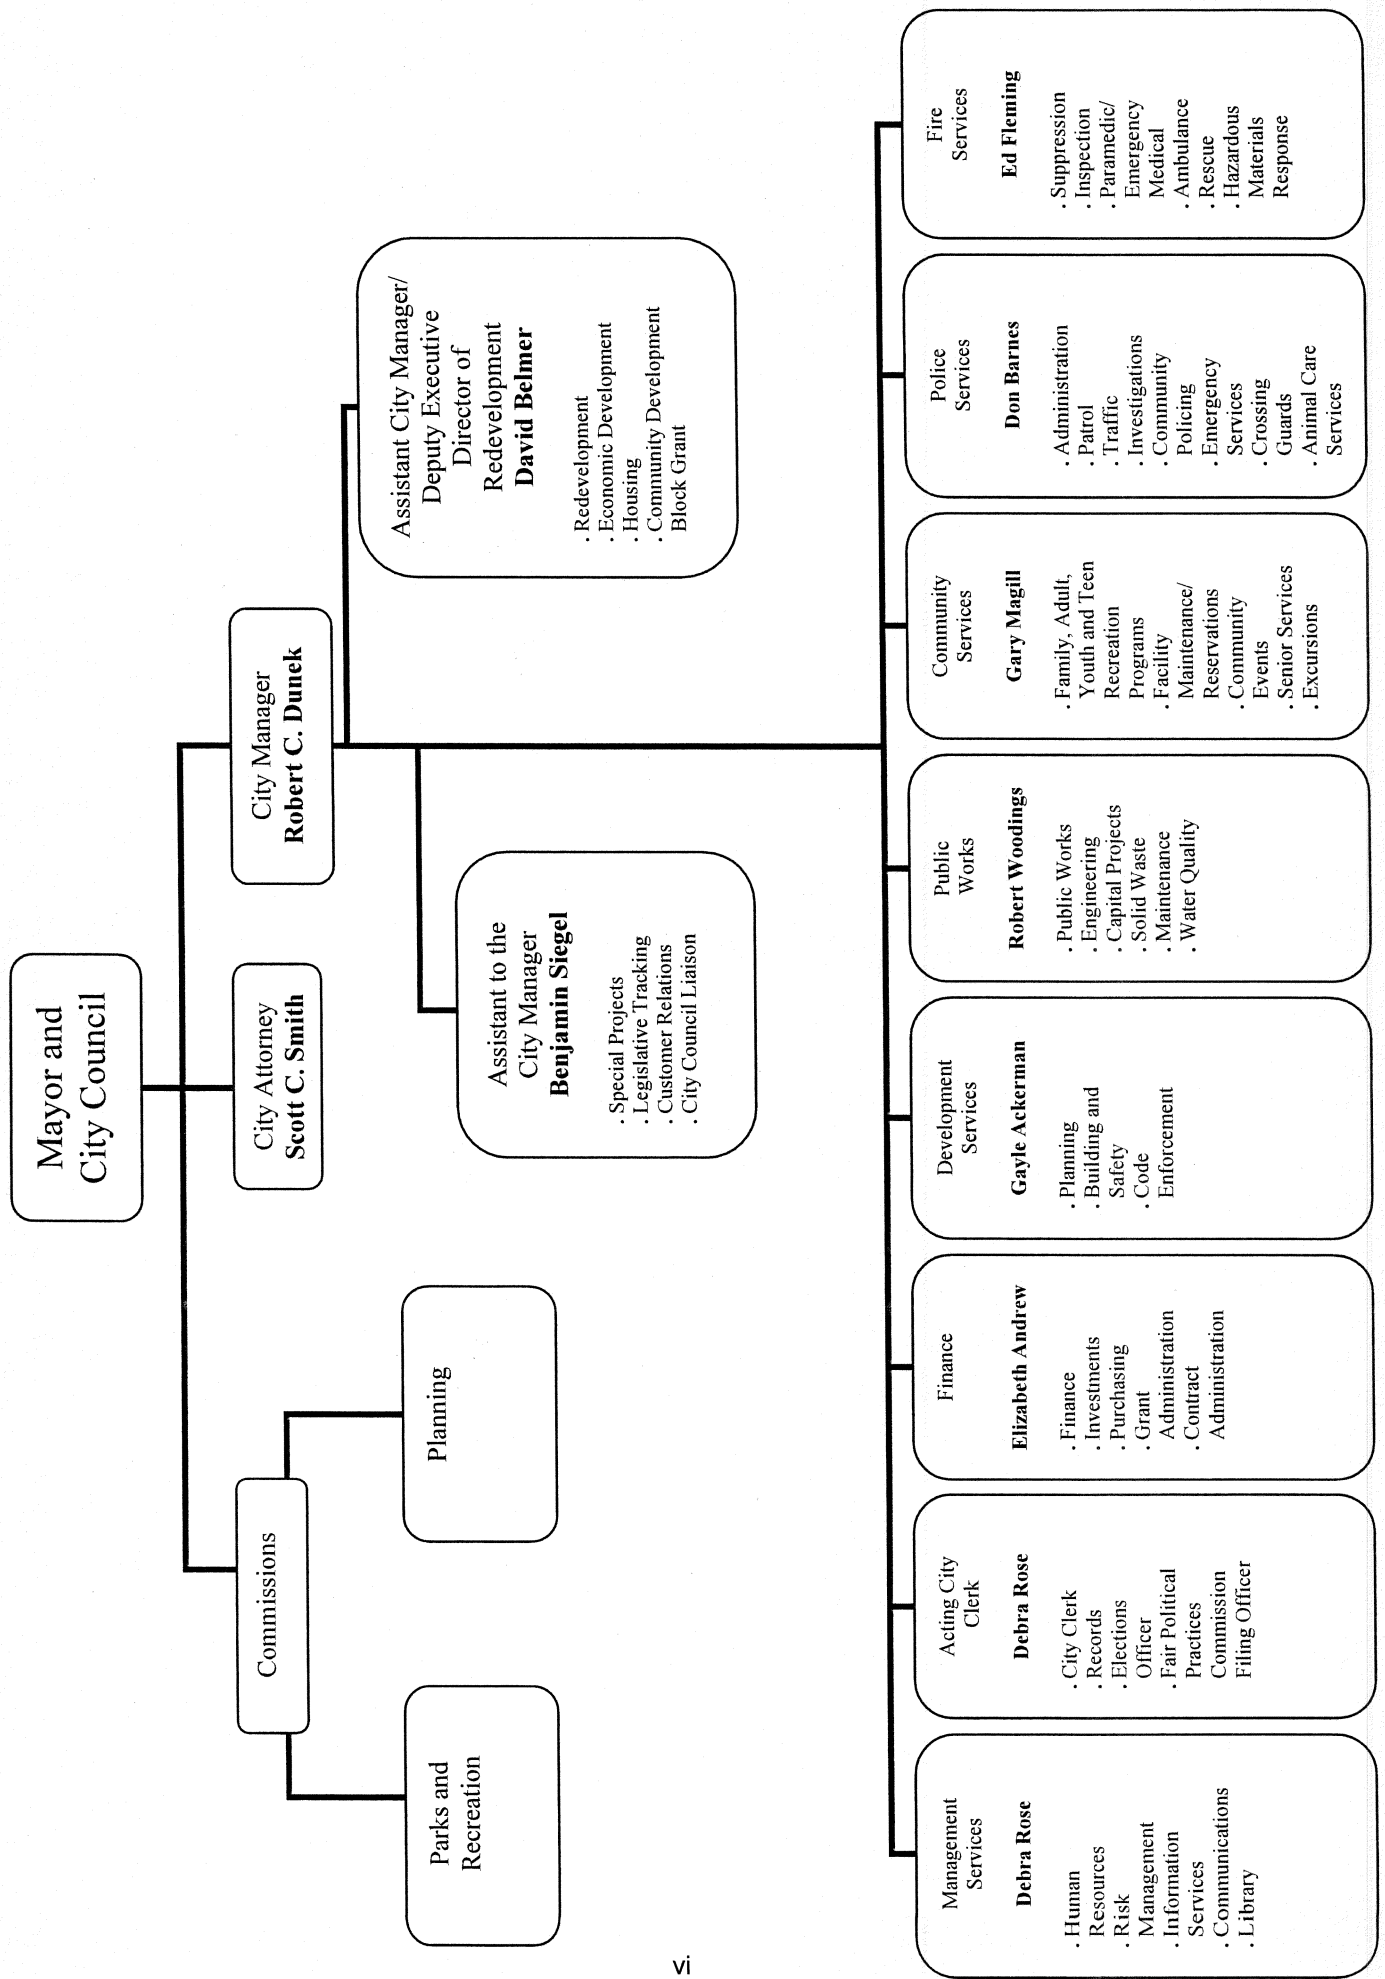 Mayor and
City Council
Commissions
City Attorney
Scott C. Smith
City Manager
Robert C. Dunek
Parks and
Recreation
Planning
Assistant to the
City Manager
Benjamin Siegel
. Special Projects
. Legislative Tracking
. Customer Relations
. City Council Liaison
Assistant City Manager/
Deputy Executive
Director of
Redevelopment
David Belmer
. Redevelopment
. Economic Development
. Housing
. Community Development
Block Grant
Management
Services
Debra Rose
. Human
Resources
. Risk
Management
. Information
Services
. Communications
. Library
Acting City
Clerk
Debra Rose
. City Clerk
. Records
. Elections
Officer
. Fair Political
Practices
Commission
Filing Officer
Finance
Elizabeth Andrew
. Finance
. Investments
. Purchasing
. Grant
Administration
. Contract
Administration
Development
Services
Gayle Ackerman
. Planning
. Building and
Safety
. Code
Enforcement
Public
Works
Robert Woodings
. Public Works
. Engineering
. Capital Projects
. Solid Waste
. Maintenance
. Water Quality
Community
Services
Gary Magill
. Family, Adult,
Youth and Teen
Recreation
Programs
. Facility
Maintenance/
Reservations
. Community
Events
. Senior Services
. Excursions
Police
Services
Don Barnes
. Administration
. Patrol
. Traffic
. Investigations
. Community
Policing
. Emergency
Services
. Crossing
Guards
. Animal Care
Services
Fire
Services
Ed Fleming
. Suppression
. Inspection
. Paramedic/
Emergency
Medical
. Ambulance
. Rescue
. Hazardous
Materials
Response
vi